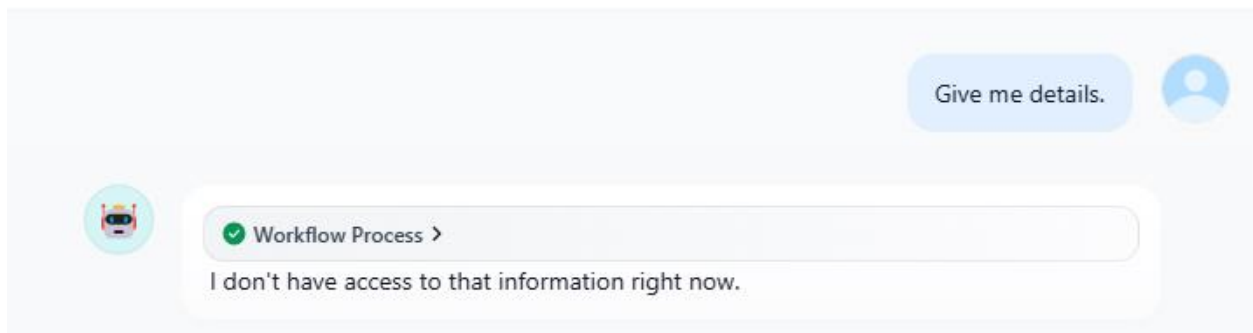 Give me details.
Workflow Process >
I don't have access to that information right now.